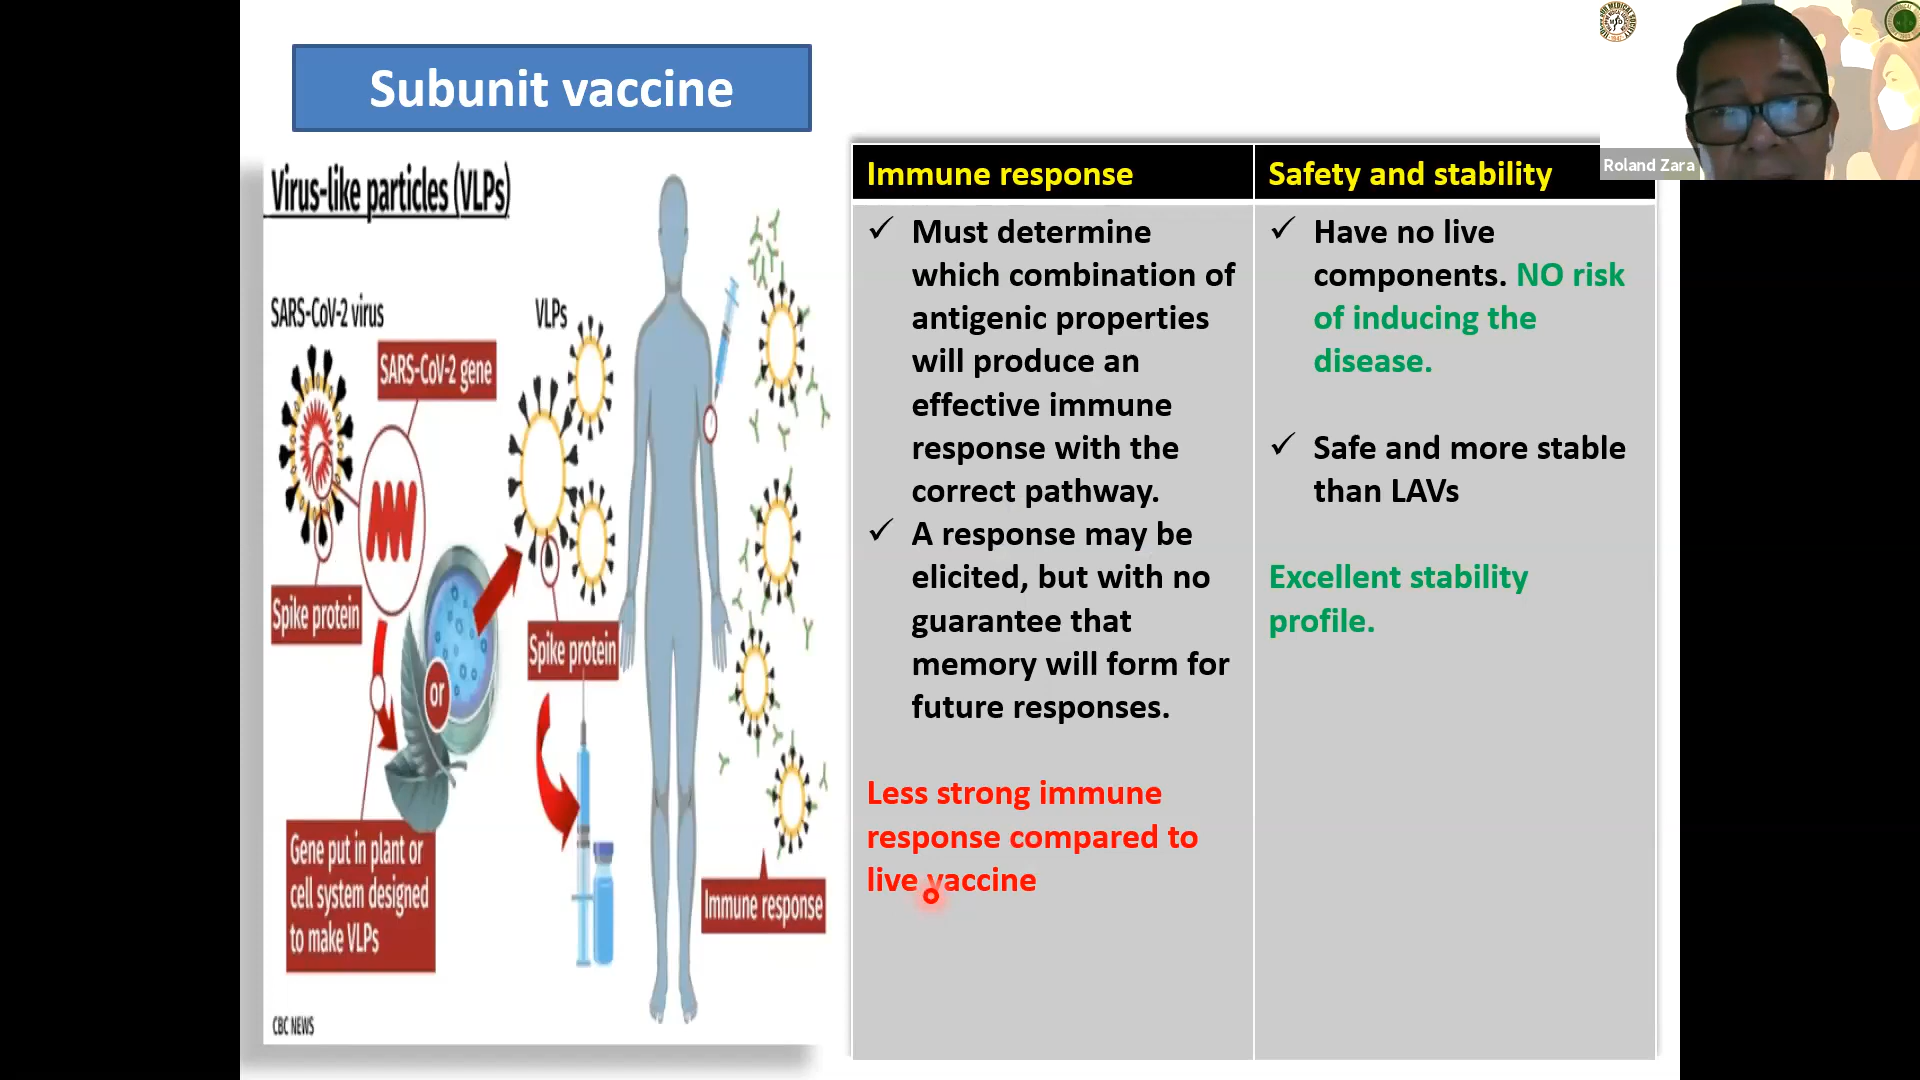 Subunit vaccine
Virus-like particles (VLPs)
SARS-CoV-2 virus
VLPs
SARS-CoV-2 gene
Spike protein
or
Spike protein
Gene put in plant or
cell system designed
to make VLPs
Immune response
CBC NEWS
Immune response
✓ Must determine
which combination of
antigenic properties
will produce an
effective immune
response with the
correct pathway.
✓ A response may be
elicited, but with no
guarantee that
memory will form for
future responses.
Less strong immune
response compared to
live vaccine
Safety and stability
✓ Have no live
components. NO risk
of inducing the
disease.
✓ Safe and more stable
than LAVs
Excellent stability
profile.
Roland Zara